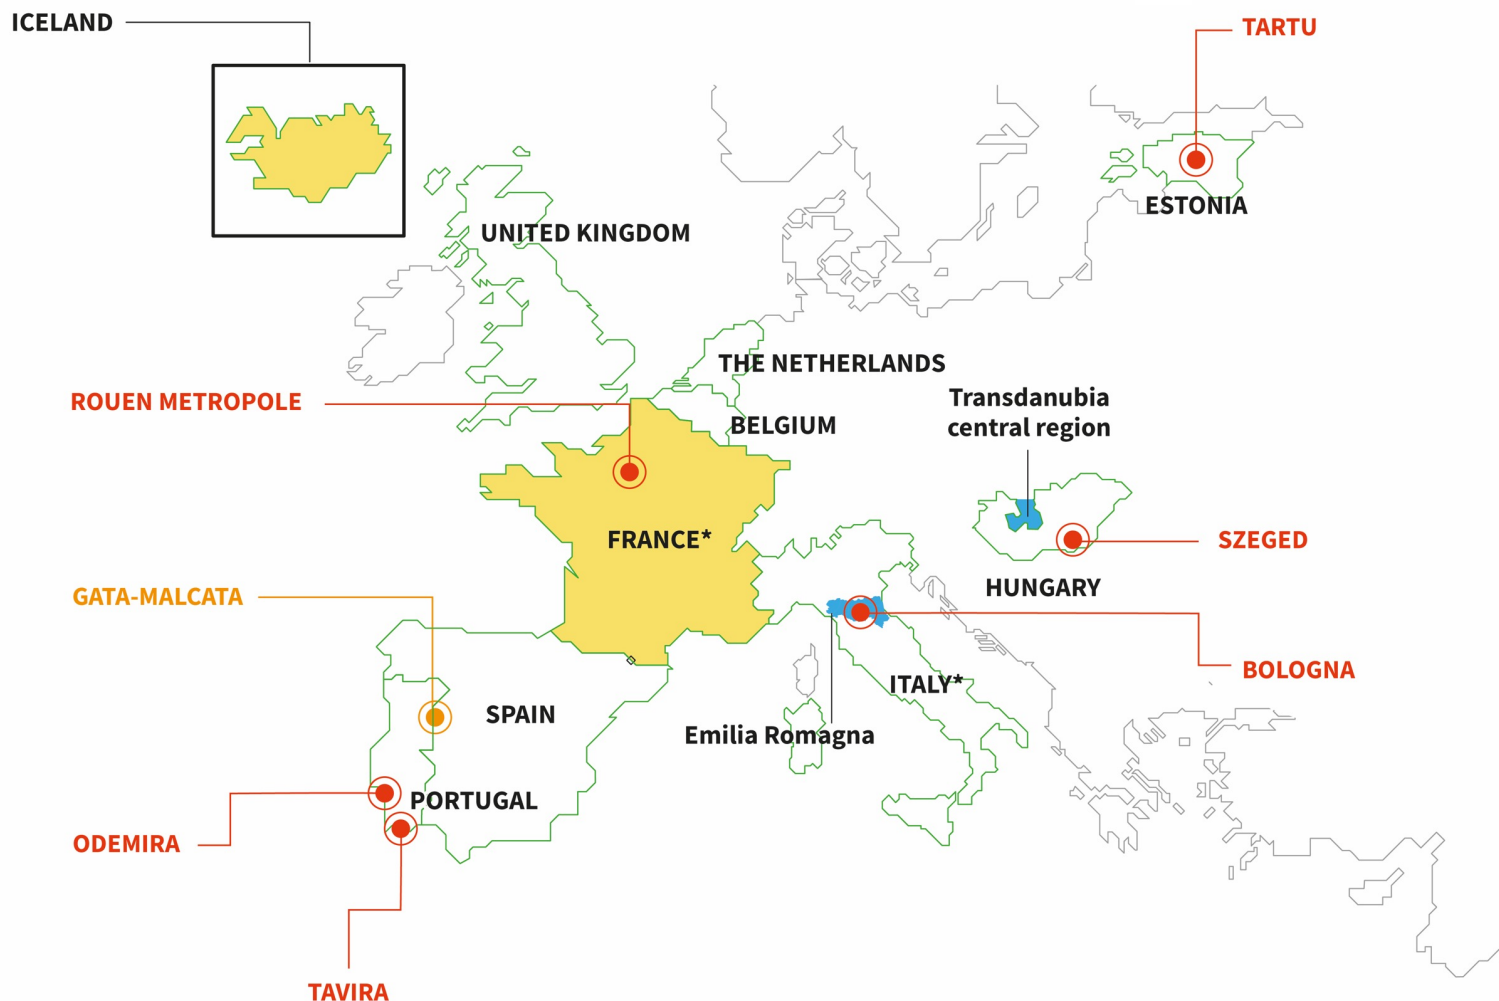 ICELAND
TARTU
ESTONIA
UNITED KINGDOM
THE NETHERLANDS
ROUEN METROPOLE
Transdanubia
central region
BELGIUM
FRANCE*
SZEGED
HUNGARY
GATA-MALCATA
BOLOGNA
ITALY*
SPAIN
Emilia Romagna
PORTUGAL
ODEMIRA
TAVIRA